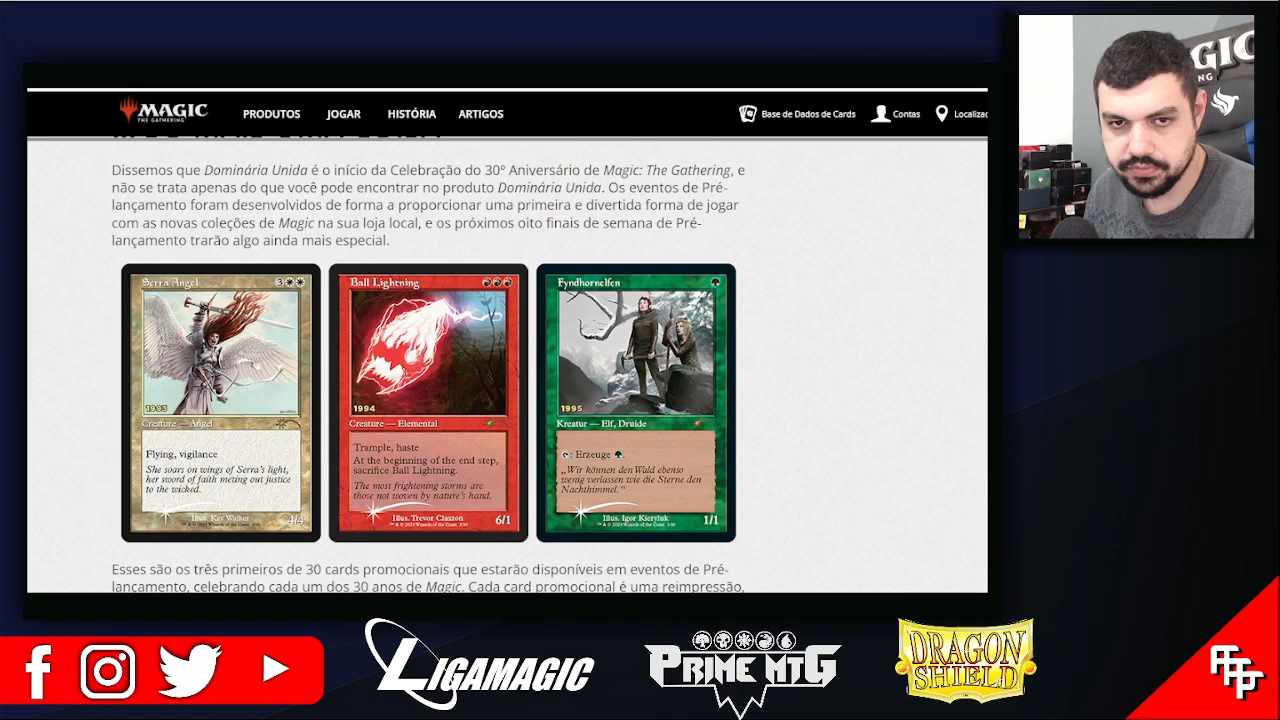 MAGIC
THE GATHERING
PRODUTOS
JOGAR
HISTÓRIA
ARTIGOS
Base de Dados de Cards
Contas
Dissemos que Dominária Unida é o início da Celebração do 30º Aniversário de Magic: The Gathering, e
não se trata apenas do que você pode encontrar no produto Dominária Unida. Os eventos de Pré-
lançamento foram desenvolvidos de forma a proporcionar uma primeira e divertida forma de jogar
com as novas coleções de Magic na sua loja local, e os próximos oito finais de semana de Pré-
lançamento trarão algo ainda mais especial.
Serra Angel
3
1993
Creature — Angel
Flying, vigilance
She soars on wings of Serra's light,
her sword of faith meting out justice
to the wicked.
Illus. Kev Walker
4/4
Ball Lightning
1994
Creature — Elemental
Trample, haste
At the beginning of the end step,
sacrifice Ball Lightning.
The most frightening storms are
those not woven by nature's hand.
Illus. Trevor Claxton
6/1
Fyndhornelfen
1995
Kreatur — Elf, Druide
: Erzeuge .
„Wir können den Wald ebenso
wenig verlassen wie die Sterne den
Nachthimmel."
Illus. Igor Kieryluk
1/1
Esses são os três primeiros de 30 cards promocionais que estarão disponíveis em eventos de Pré-
lançamento, celebrando cada um dos 30 anos de Magic. Cada card promocional é uma reimpressão,
LIGAMAGIC
PRIME MTG
DRAGON
SHIELD